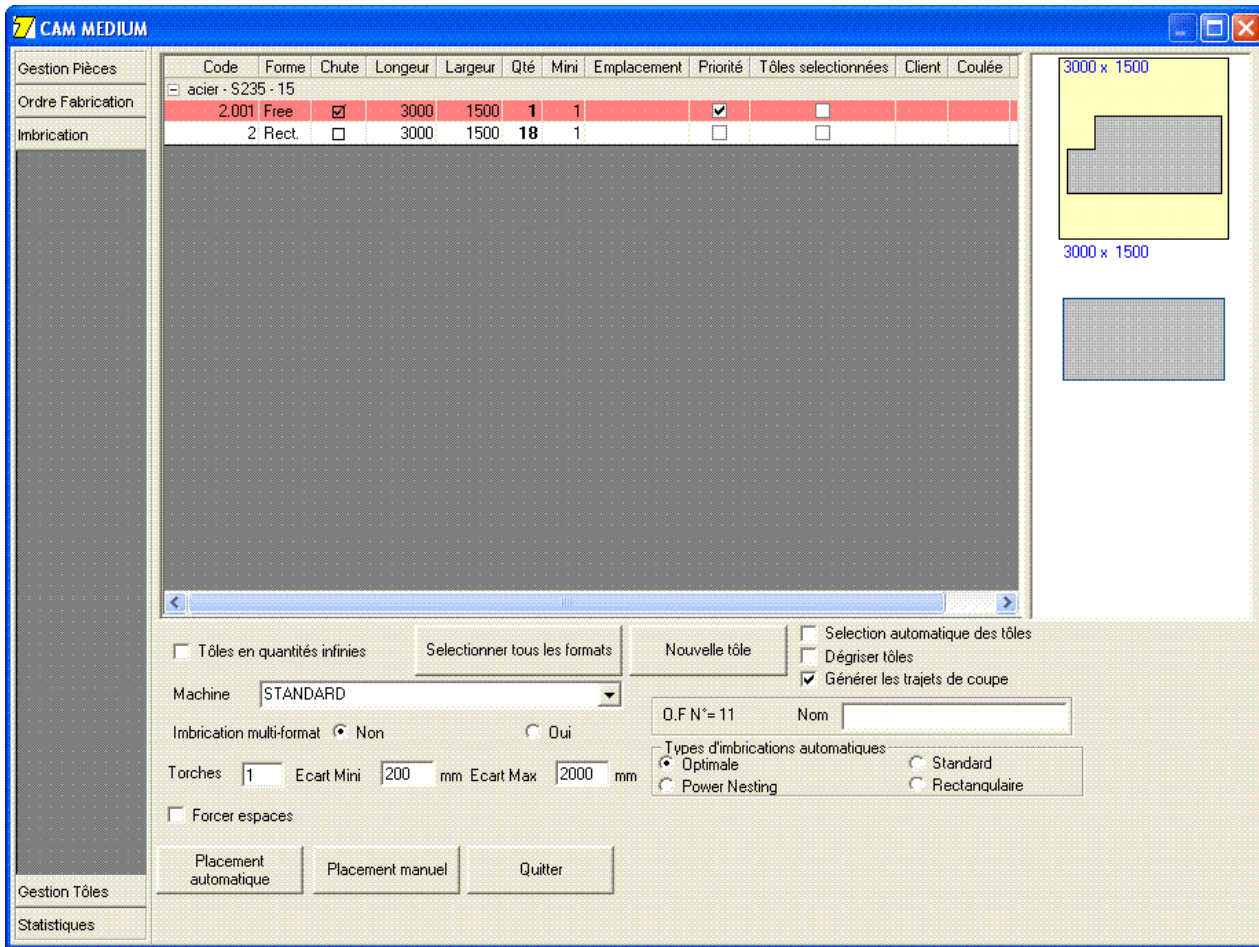 CAM MEDIUM
Gestion Pièces
Ordre Fabrication
Imbrication
Code Forme Chute Longeur Largeur Qté Mini Emplacement Priorité Tôles selectionnées Client Coulée
acier - S235 - 15
2.001 Free 3000 1500 1 1
2 Rect. 3000 1500 18 1
3000 x 1500
3000 x 1500
Tôles en quantités infinies
Selectionner tous les formats
Nouvelle tôle
Selection automatique des tôles
Dégriser tôles
Générer les trajets de coupe
Machine STANDARD
O.F N°= 11 Nom
Imbrication multi-format Non Oui
Types d'imbrications automatiques
Optimale Standard
Power Nesting Rectangulaire
Torches 1 Ecart Mini 200 mm Ecart Max 2000 mm
Forcer espaces
Placement
automatique
Placement manuel
Quitter
Gestion Tôles
Statistiques